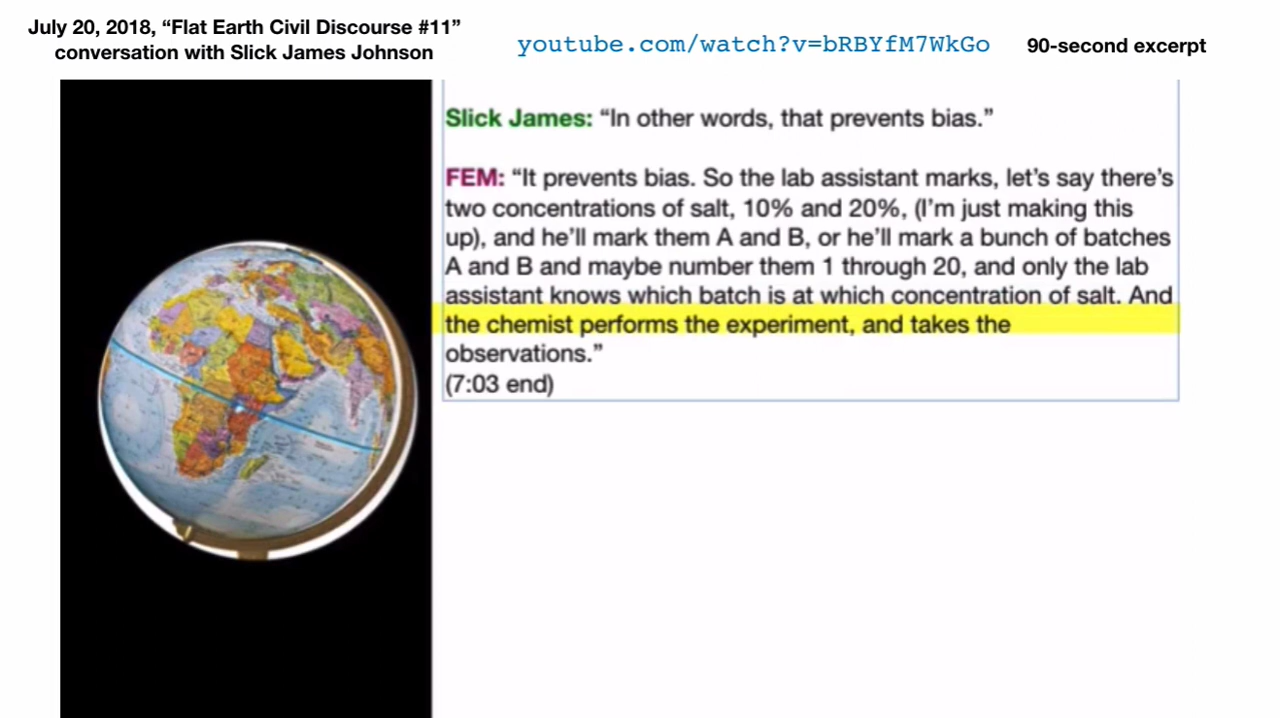 July 20, 2018, “Flat Earth Civil Discourse #11”
conversation with Slick James Johnson
youtube.com/watch?v=bRBYfM7WkGo
90-second excerpt
Slick James: “In other words, that prevents bias.”
FEM: “It prevents bias. So the lab assistant marks, let’s say there’s
two concentrations of salt, 10% and 20%, (I’m just making this
up), and he’ll mark them A and B, or he’ll mark a bunch of batches
A and B and maybe number them 1 through 20, and only the lab
assistant knows which batch is at which concentration of salt. And
the chemist performs the experiment, and takes the
observations.”
(7:03 end)